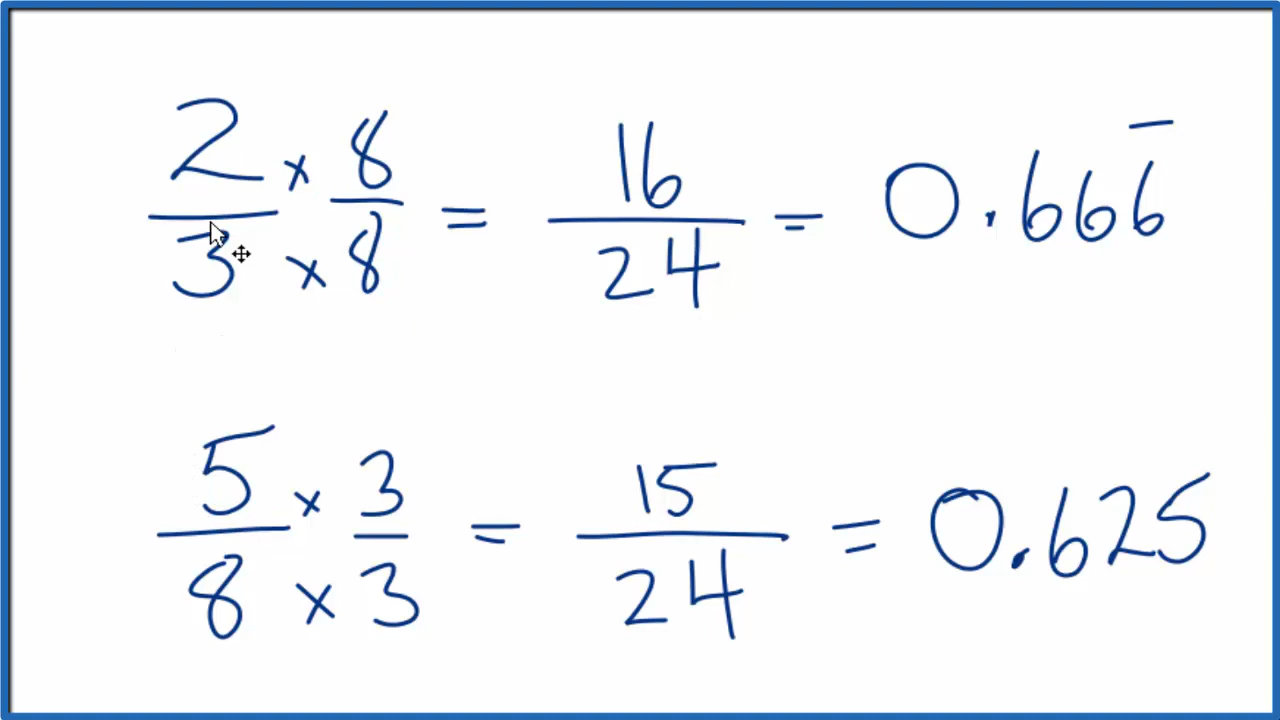 2/3 × 8/8 = 16/24 = 0.666̅
5/8 × 3/3 = 15/24 = 0.625